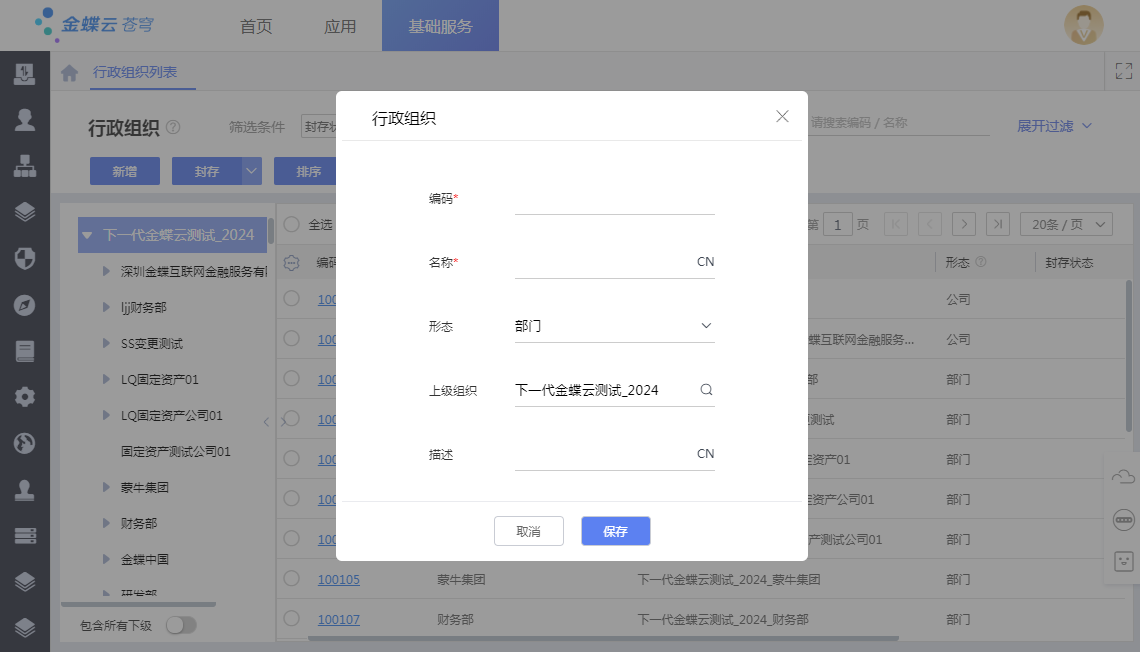 金蝶云 苍穹
首页
应用
基础服务
行政组织列表
行政组织
筛选条件
封存状
请搜索编码 / 名称
展开过滤
新增
封存
排序
下一代金蝶云测试_2024
深圳金蝶互联网金融服务有
ljj财务部
SS变更测试
LQ固定资产01
LQ固定资产公司01
固定资产测试公司01
蒙牛集团
财务部
金蝶中国
研发部
包含所有下级
全选
第 1 页
20条 / 页
编码
形态
封存状态
100
公司
100
蝶互联网金融服务...
公司
100
部
部门
100
测试
部门
100
资产01
部门
100
资产公司01
部门
100
产测试公司01
部门
100105
蒙牛集团
下一代金蝶云测试_2024_蒙牛集团
部门
100107
财务部
下一代金蝶云测试_2024_财务部
部门
行政组织
编码*
名称*
CN
形态
部门
上级组织
下一代金蝶云测试_2024
描述
CN
取消
保存